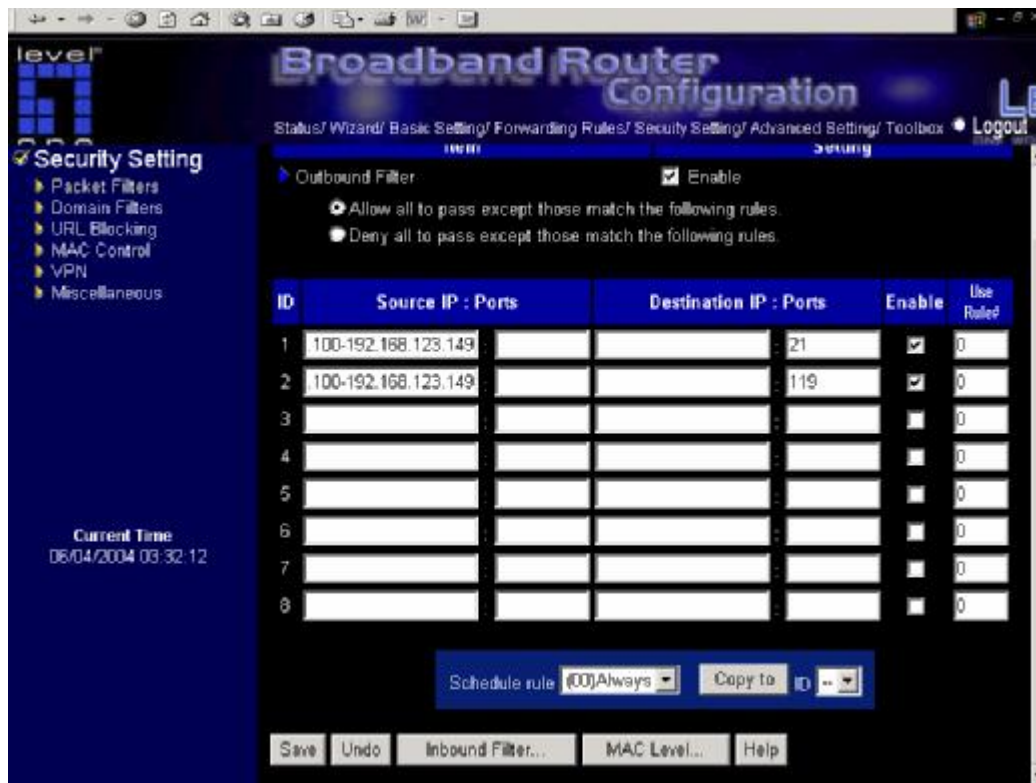 level
Broadband Router
Configuration
Status/ Wizard/ Basic Setting/ Forwarding Rules/ Security Setting/ Advanced Setting/ Toolbox
Logout
Security Setting
Packet Filters
Domain Filters
URL Blocking
MAC Control
VPN
Miscellaneous
Current Time
06/04/2004 03:32:12
Item Setting
Outbound Filter Enable
Allow all to pass except those match the following rules.
Deny all to pass except those match the following rules.
ID Source IP : Ports Destination IP : Ports Enable Use Rule#
1 .100-192.168.123.149 : : 21 0
2 .100-192.168.123.149 : : 119 0
3 : : 0
4 : : 0
5 : : 0
6 : : 0
7 : : 0
8 : : 0
Schedule rule (00)Always Copy to ID --
Save Undo Inbound Filter... MAC Level... Help